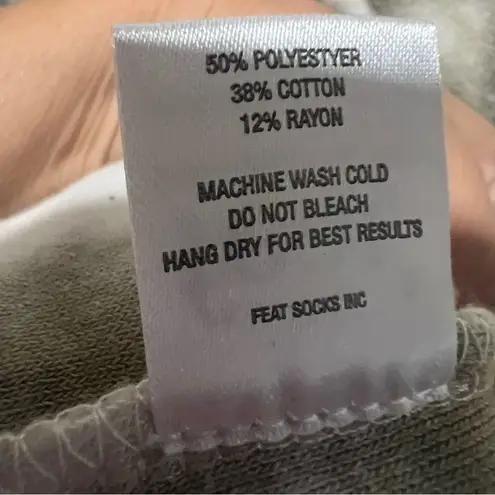 50% POLYESTYER
38% COTTON
12% RAYON
MACHINE WASH COLD
DO NOT BLEACH
HANG DRY FOR BEST RESULTS
FEAT SOCKS INC